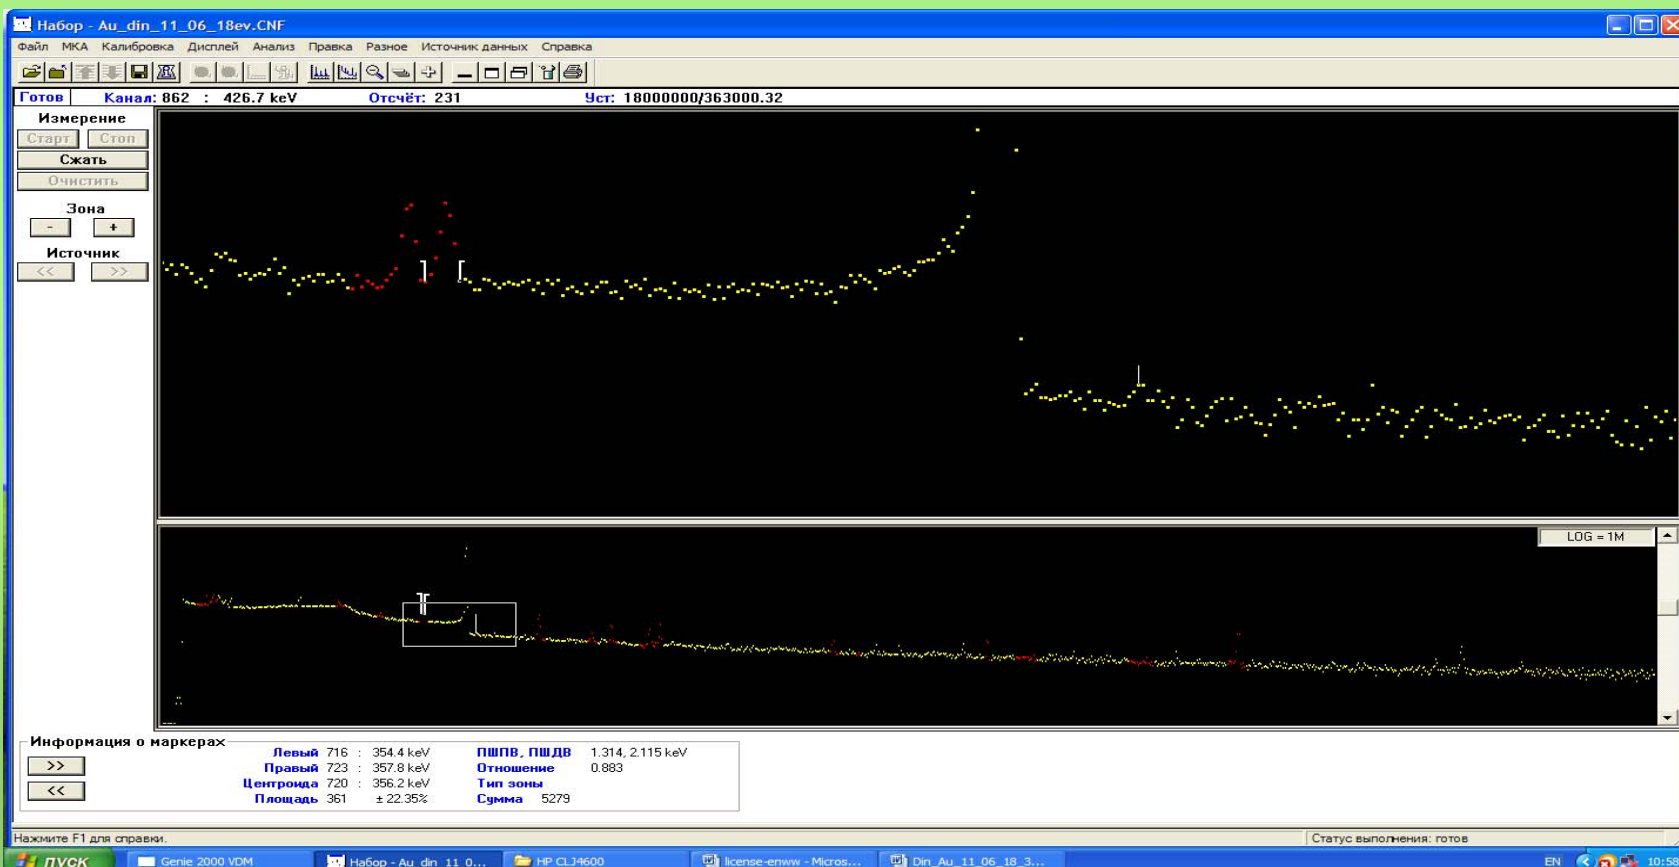 Набор - Au_din_11_06_18ev.CNF
Файл МКА Калибровка Дисплей Анализ Правка Разное Источник данных Справка
Готов Канал: 862 : 426.7 keV Отсчёт: 231 Уст: 18000000/363000.32
Измерение
Старт Стоп
Сжать
Очистить
Зона
- +
Источник
<< >>
LOG = 1M
Информация о маркерах
>>
<<
Левый 716 : 354.4 keV ПШПВ, ПШДВ 1.314, 2.115 keV
Правый 723 : 357.8 keV Отношение 0.883
Центроида 720 : 356.2 keV Тип зоны
Площадь 361 ± 22.35% Сумма 5279
Нажмите F1 для справки. Статус выполнения: готов
пуск Genie 2000 VDM Набор - Au_din_11_0... HP CLJ4600 license-enww - Micros... Din_Au_11_06_18_3... EN 10:58